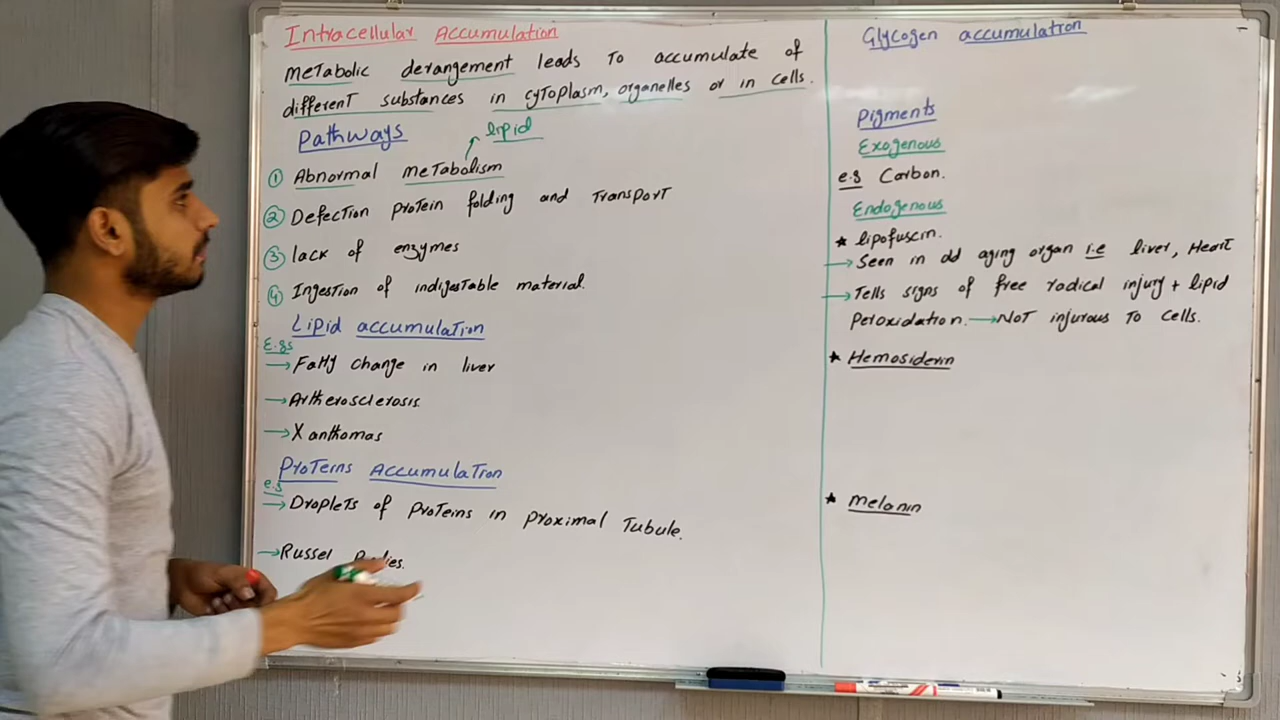 Intracellular Accumulation
Metabolic derangement leads to accumulate of
different substances in cytoplasm, organelles or in cells.
Pathways
lipid
① Abnormal metabolism
② Defection protein folding and Transport
③ lack of enzymes
④ Ingestion of indigestable material.
Lipid accumulation
E.gs
→ Fatty change in liver
→ Artherosclerosis
→ Xanthomas
Proteins Accumulation
e.g
→ Droplets of proteins in proximal Tubule.
→ Russel Bodies.
Glycogen accumulation
Pigments
Exogenous
e.g Carbon.
Endogenous
★ lipofuscin.
→ Seen in old aging organ i.e liver, Heart
→ Tells signs of free radical injury + lipid
Peroxidation. → NOT injurous to cells.
★ Hemosiderin
★ Melanin